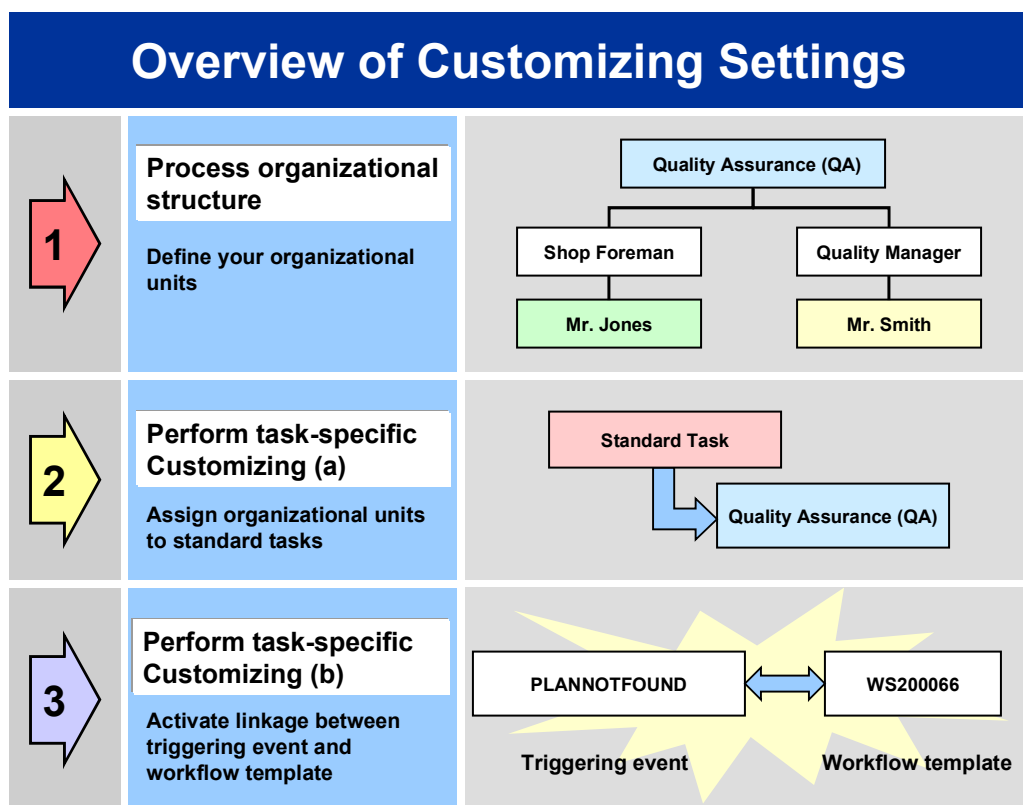 Overview of Customizing Settings
1
Process organizational
structure
Define your organizational
units
Quality Assurance (QA)
Shop Foreman
Quality Manager
Mr. Jones
Mr. Smith
2
Perform task-specific
Customizing (a)
Assign organizational units
to standard tasks
Standard Task
Quality Assurance (QA)
3
Perform task-specific
Customizing (b)
Activate linkage between
triggering event and
workflow template
PLANNOTFOUND
WS200066
Triggering event
Workflow template